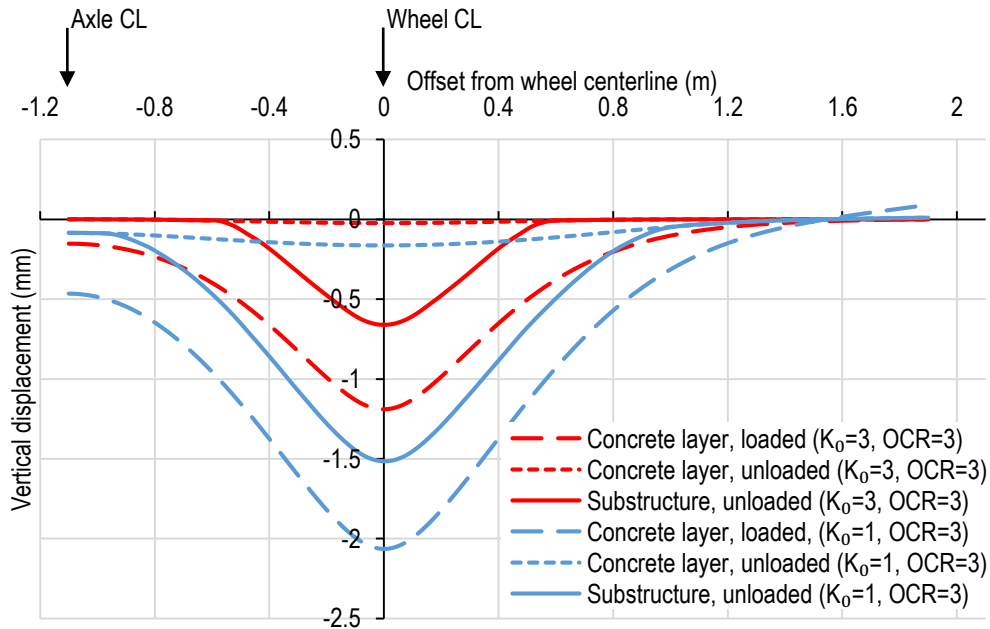 Axle CL
Wheel CL
Offset from wheel centerline (m)
-1.2 -0.8 -0.4 0 0.4 0.8 1.2 1.6 2
0.5
0
-0.5
-1
-1.5
-2
-2.5
Vertical displacement (mm)
Concrete layer, loaded (K₀=3, OCR=3)
Concrete layer, unloaded (K₀=3, OCR=3)
Substructure, unloaded (K₀=3, OCR=3)
Concrete layer, loaded, (K₀=1, OCR=3)
Concrete layer, unloaded (K₀=1, OCR=3)
Substructure, unloaded (K₀=1, OCR=3)